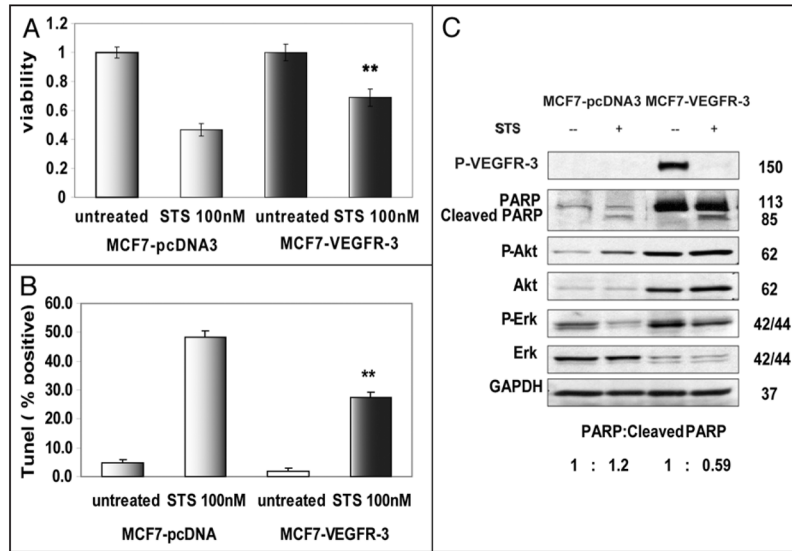 A
viability
1.2
1
0.8
0.6
0.4
0.2
0
untreated STS 100nM untreated STS 100nM
MCF7-pcDNA3 MCF7-VEGFR-3
**
B
Tunel ( % positive)
60.0
50.0
40.0
30.0
20.0
10.0
0.0
untreated STS 100nM untreated STS 100nM
MCF7-pcDNA MCF7-VEGFR-3
**
C
MCF7-pcDNA3 MCF7-VEGFR-3
STS -- + -- +
P-VEGFR-3 150
PARP 113
Cleaved PARP 85
P-Akt 62
Akt 62
P-Erk 42/44
Erk 42/44
GAPDH 37
PARP:CleavedPARP
1 : 1.2 1 : 0.59